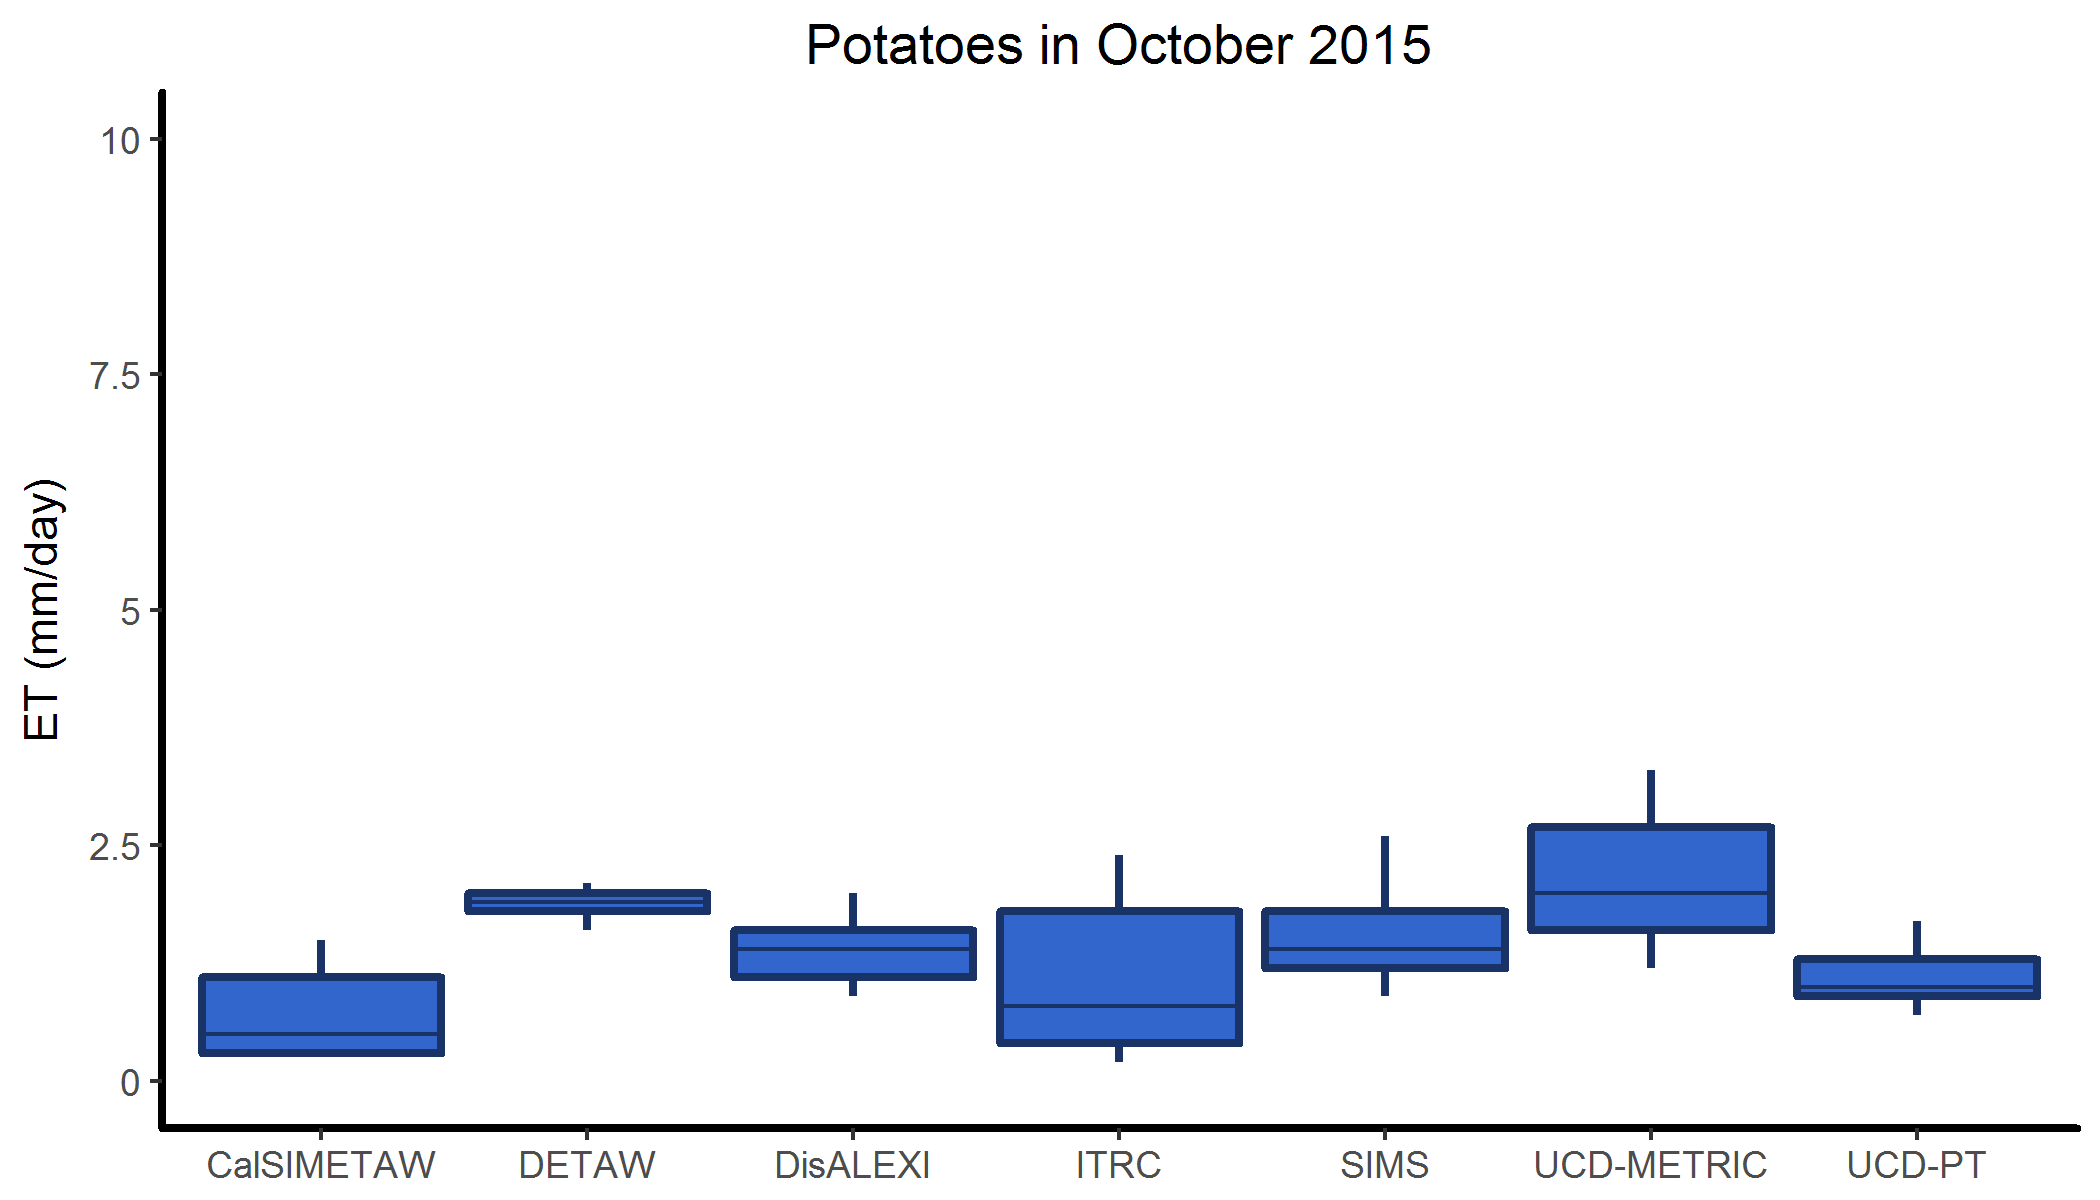 Potatoes in October 2015
ET (mm/day)
10
7.5
5
2.5
0
CalSIMETAW
DETAW
DisALEXI
ITRC
SIMS
UCD-METRIC
UCD-PT